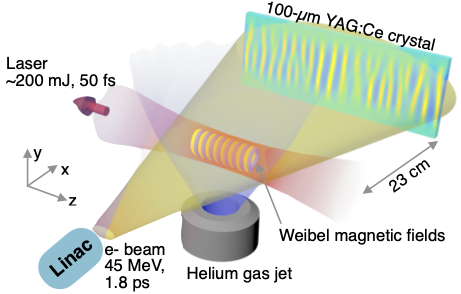 100-μm YAG:Ce crystal
Laser
~200 mJ, 50 fs
y
x
z
23 cm
Weibel magnetic fields
Linac
e- beam
45 MeV,
1.8 ps
Helium gas jet